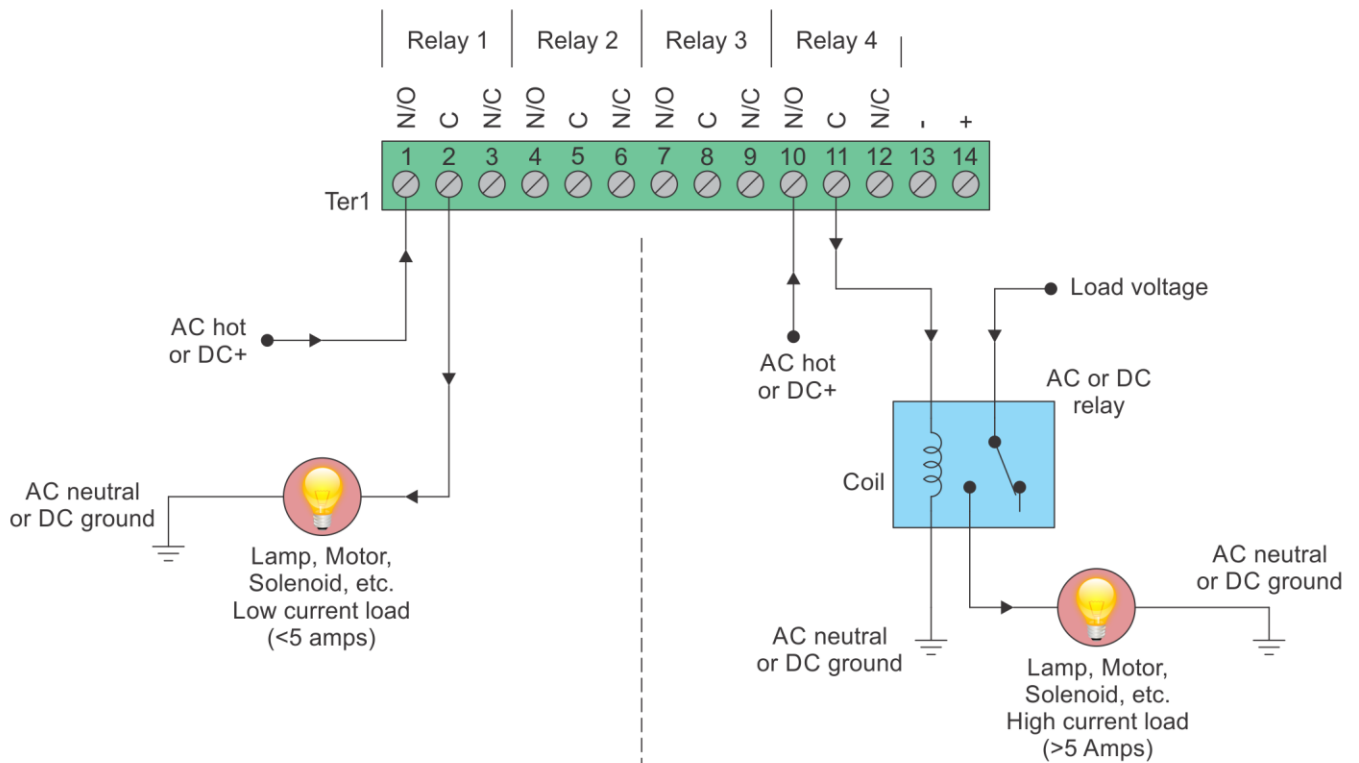 Relay 1 Relay 2 Relay 3 Relay 4
N/O C N/C N/O C N/C N/O C N/C N/O C N/C - +
1 2 3 4 5 6 7 8 9 10 11 12 13 14
Ter1
AC hot
or DC+
AC neutral
or DC ground
Lamp, Motor,
Solenoid, etc.
Low current load
(<5 amps)
AC hot
or DC+
Load voltage
AC or DC
relay
Coil
AC neutral
or DC ground
AC neutral
or DC ground
Lamp, Motor,
Solenoid, etc.
High current load
(>5 Amps)